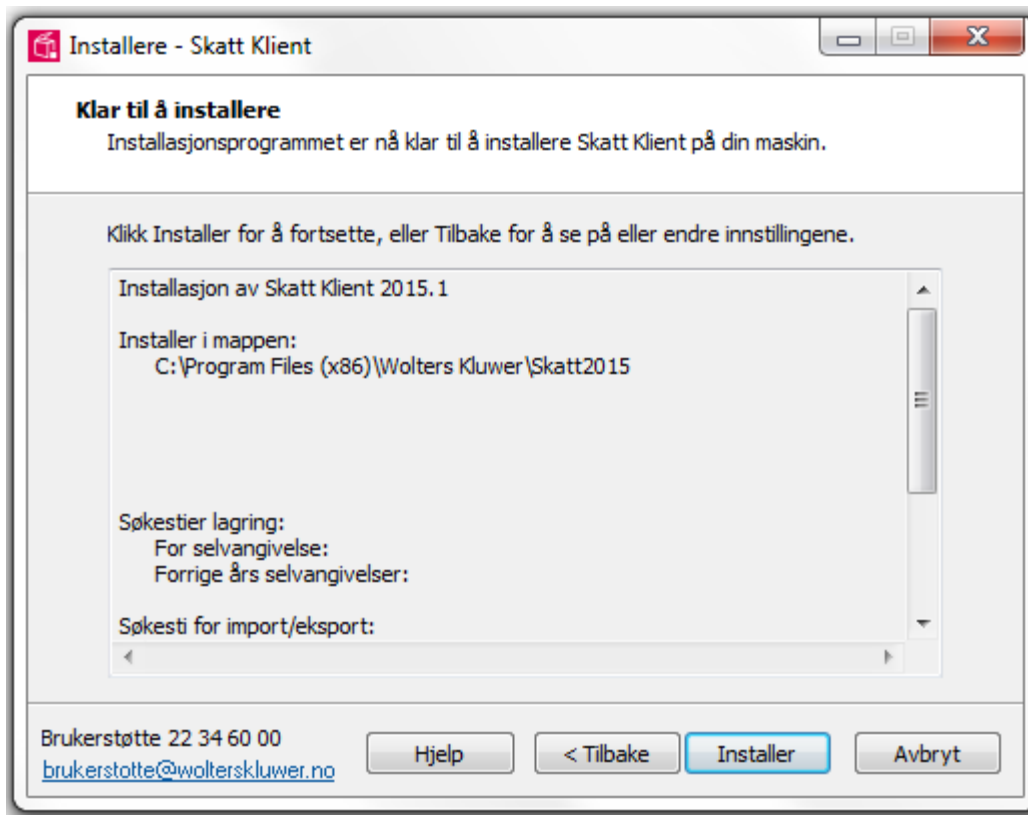 Installere - Skatt Klient
Klar til å installere
Installasjonsprogrammet er nå klar til å installere Skatt Klient på din maskin.
Klikk Installer for å fortsette, eller Tilbake for å se på eller endre innstillingene.
Installasjon av Skatt Klient 2015.1
Installer i mappen:
C:\Program Files (x86)\Wolters Kluwer\Skatt2015
Søkestier lagring:
For selvangivelse:
Forrige års selvangivelser:
Søkesti for import/eksport:
Brukerstøtte 22 34 60 00
brukerstotte@wolterskluwer.no
Hjelp
< Tilbake
Installer
Avbryt